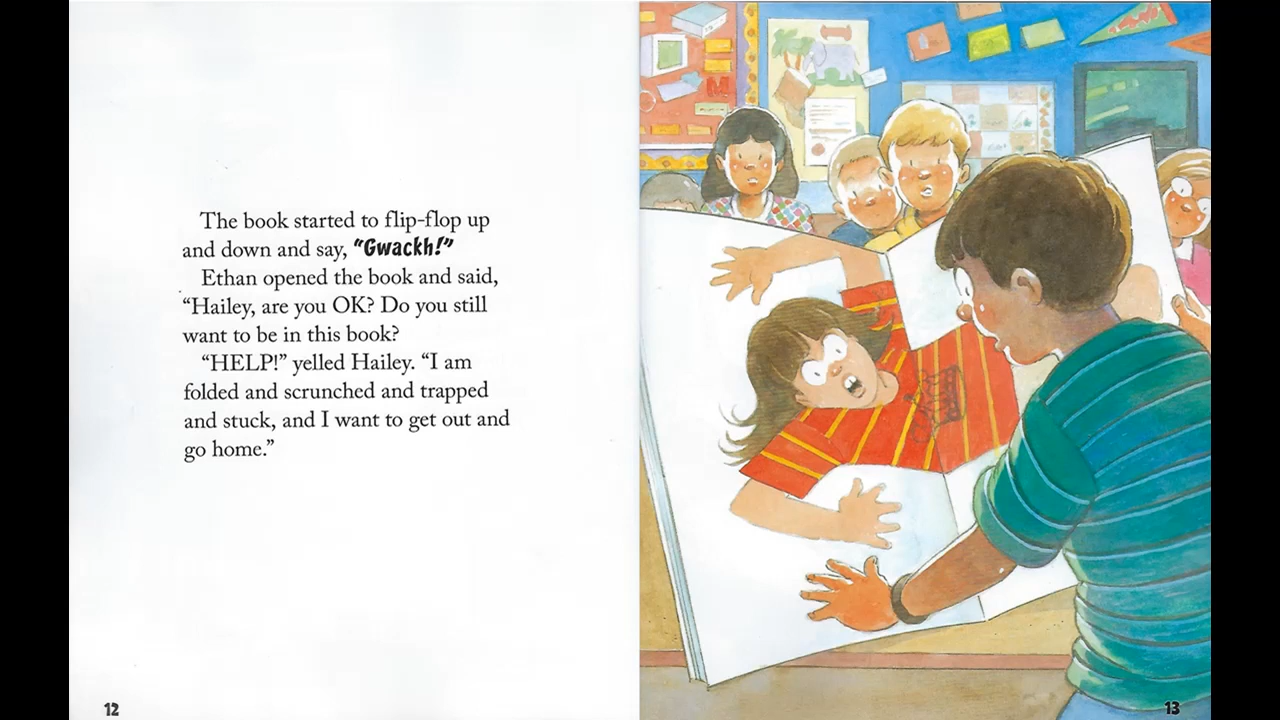 The book started to flip-flop up
and down and say, “Gwackh!”
Ethan opened the book and said,
“Hailey, are you OK? Do you still
want to be in this book?
“HELP!” yelled Hailey. “I am
folded and scrunched and trapped
and stuck, and I want to get out and
go home.”
12
13